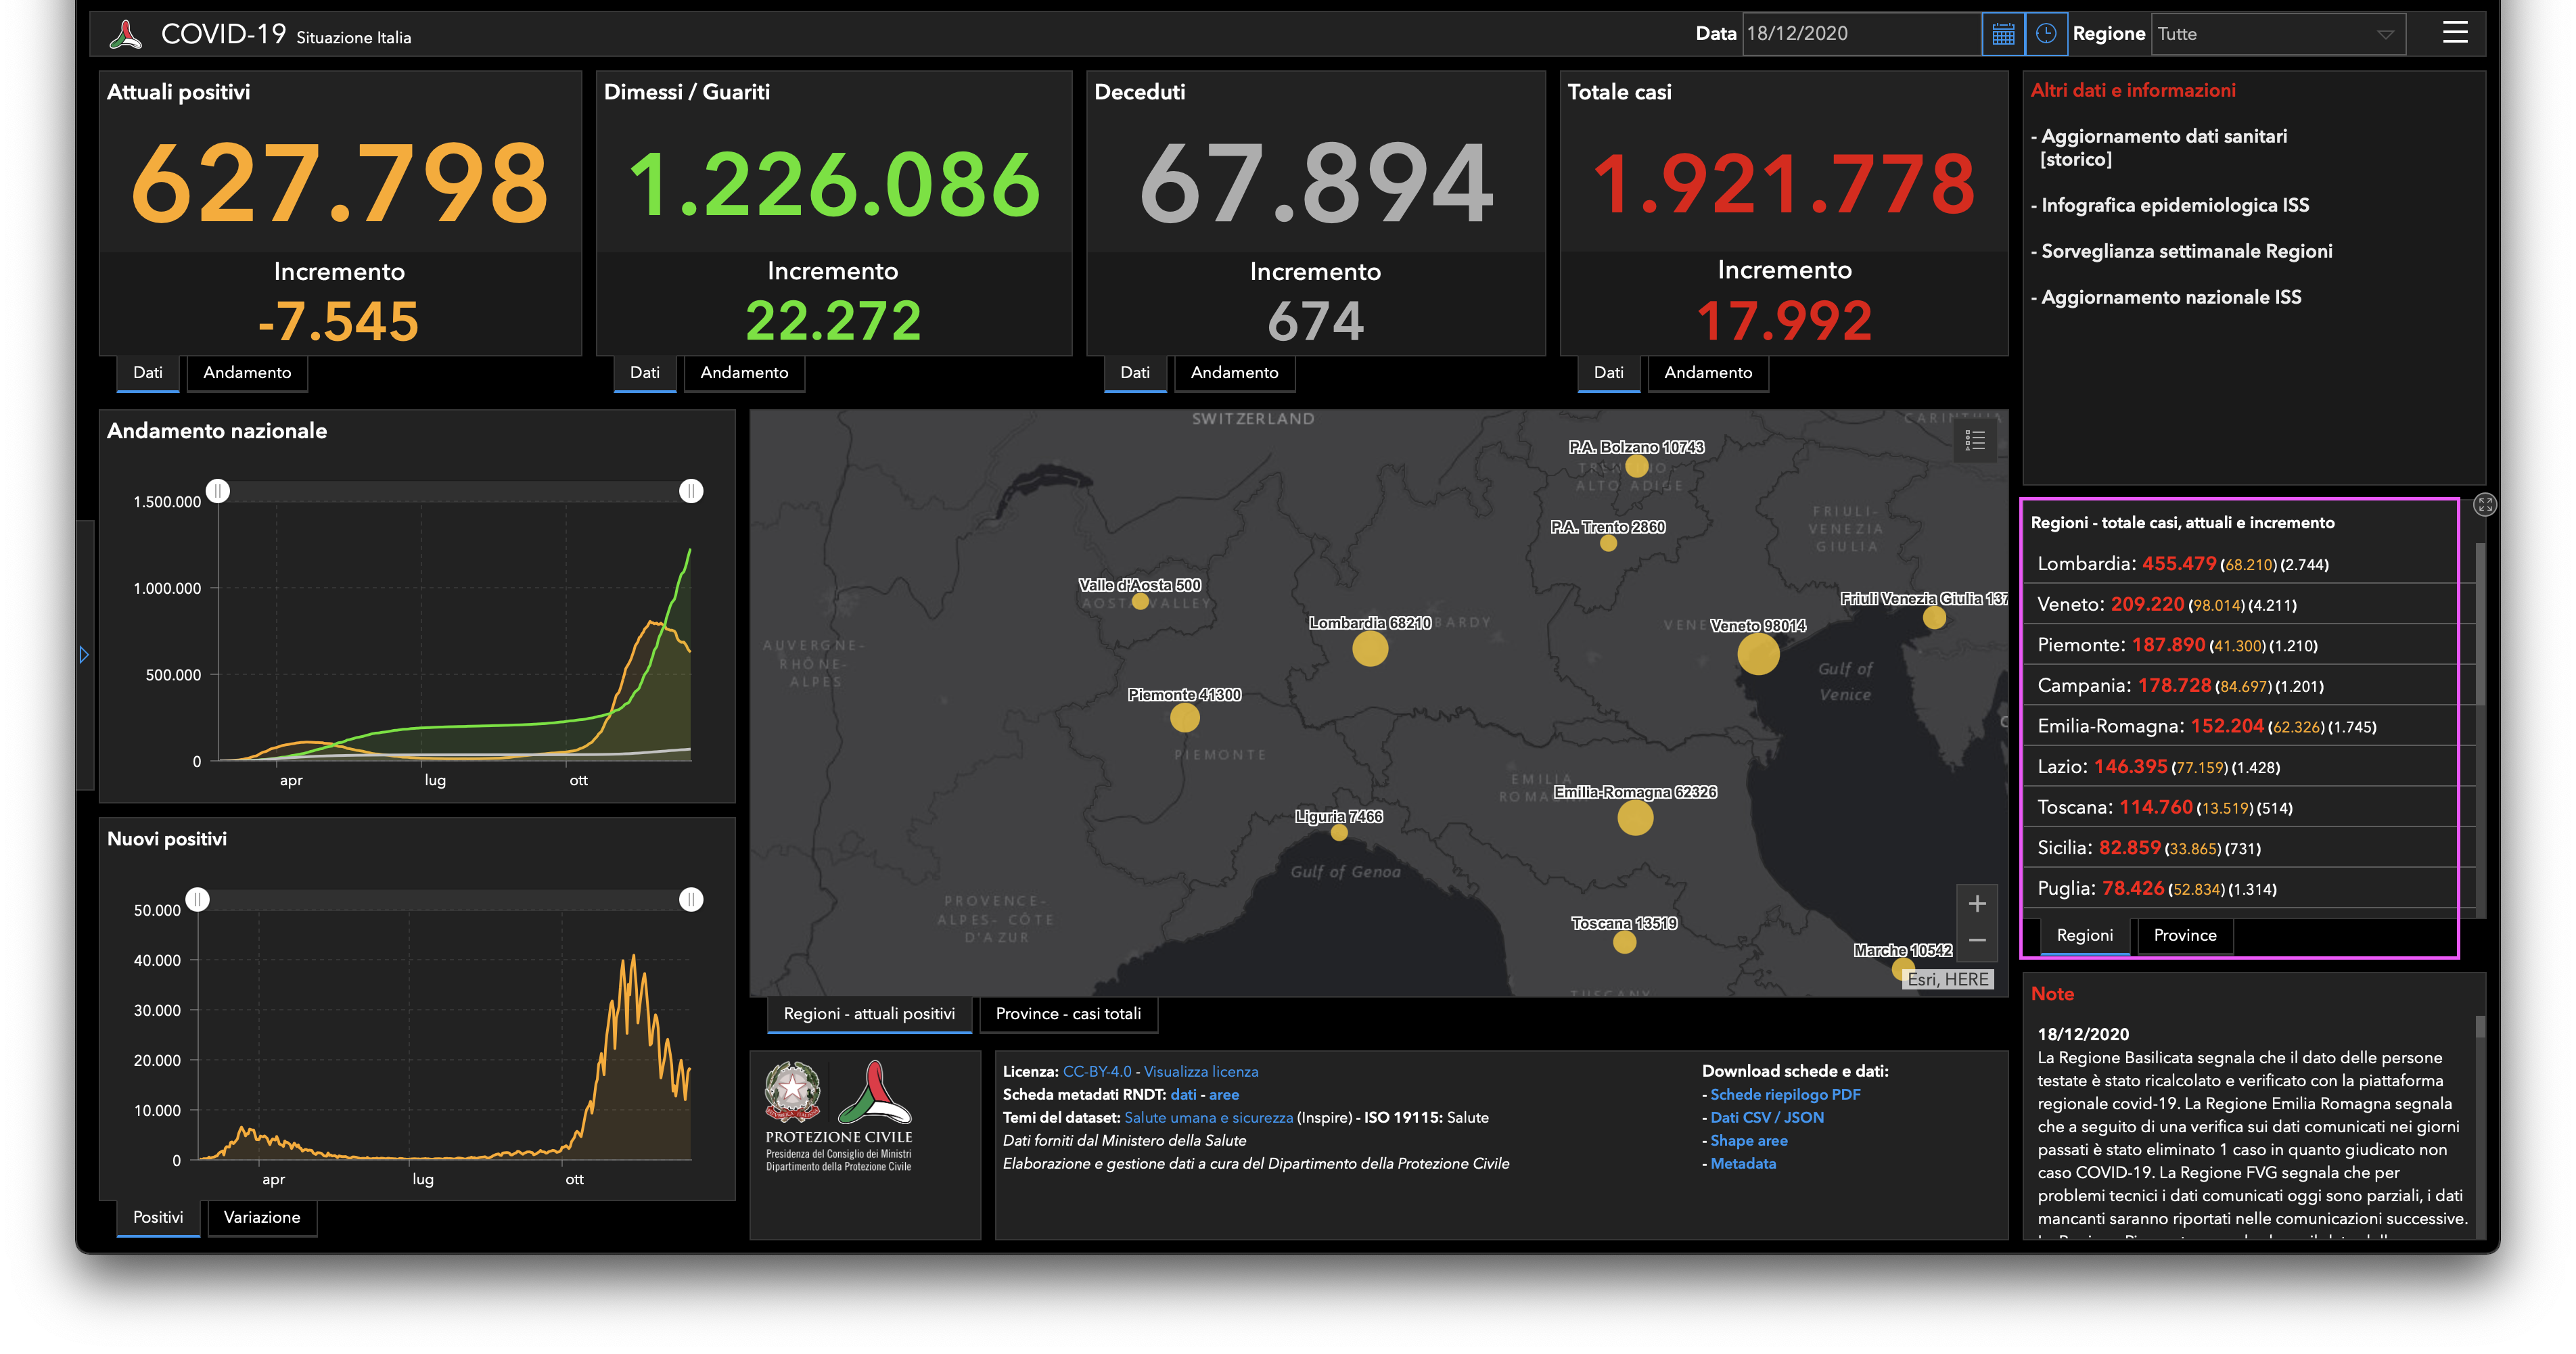 COVID-19 Situazione Italia
Data 18/12/2020 Regione Tutte
Attuali positivi
627.798
Incremento
-7.545
Dati Andamento
Dimessi / Guariti
1.226.086
Incremento
22.272
Dati Andamento
Deceduti
67.894
Incremento
674
Dati Andamento
Totale casi
1.921.778
Incremento
17.992
Dati Andamento
Altri dati e informazioni
- Aggiornamento dati sanitari
[storico]
- Infografica epidemiologica ISS
- Sorveglianza settimanale Regioni
- Aggiornamento nazionale ISS
Andamento nazionale
1.500.000
1.000.000
500.000
0
apr lug ott
Nuovi positivi
50.000
40.000
30.000
20.000
10.000
0
apr lug ott
Positivi Variazione
SWITZERLAND
CARINTHIA
P.A. Bolzano 10743
TRENTINO
ALTO ADIGE
FRIULI-
VENEZIA
GIULIA
P.A. Trento 2860
Valle d'Aosta 500
AOSTA VALLEY
Friuli Venezia Giulia 137
Lombardia 68210
Veneto 98014
AUVERGNE-
RHÔNE-
ALPES
Gulf of
Venice
Piemonte 41300
PIEMONTE
EMILIA
Emilia-Romagna 62326
Liguria 7466
Gulf of Genoa
PROVENCE-
ALPES- CÔTE
D'AZUR
Toscana 13519
Marche 10542
Esri, HERE
TUSCANY
Regioni - attuali positivi Province - casi totali
Regioni - totale casi, attuali e incremento
Lombardia: 455.479 (68.210) (2.744)
Veneto: 209.220 (98.014) (4.211)
Piemonte: 187.890 (41.300) (1.210)
Campania: 178.728 (84.697) (1.201)
Emilia-Romagna: 152.204 (62.326) (1.745)
Lazio: 146.395 (77.159) (1.428)
Toscana: 114.760 (13.519) (514)
Sicilia: 82.859 (33.865) (731)
Puglia: 78.426 (52.834) (1.314)
Regioni Province
PROTEZIONE CIVILE
Presidenza del Consiglio dei Ministri
Dipartimento della Protezione Civile
Licenza: CC-BY-4.0 - Visualizza licenza
Scheda metadati RNDT: dati - aree
Temi del dataset: Salute umana e sicurezza (Inspire) - ISO 19115: Salute
Dati forniti dal Ministero della Salute
Elaborazione e gestione dati a cura del Dipartimento della Protezione Civile
Download schede e dati:
- Schede riepilogo PDF
- Dati CSV / JSON
- Shape aree
- Metadata
Note
18/12/2020
La Regione Basilicata segnala che il dato delle persone
testate è stato ricalcolato e verificato con la piattaforma
regionale covid-19. La Regione Emilia Romagna segnala
che a seguito di una verifica sui dati comunicati nei giorni
passati è stato eliminato 1 caso in quanto giudicato non
caso COVID-19. La Regione FVG segnala che per
problemi tecnici i dati comunicati oggi sono parziali, i dati
mancanti saranno riportati nelle comunicazioni successive.